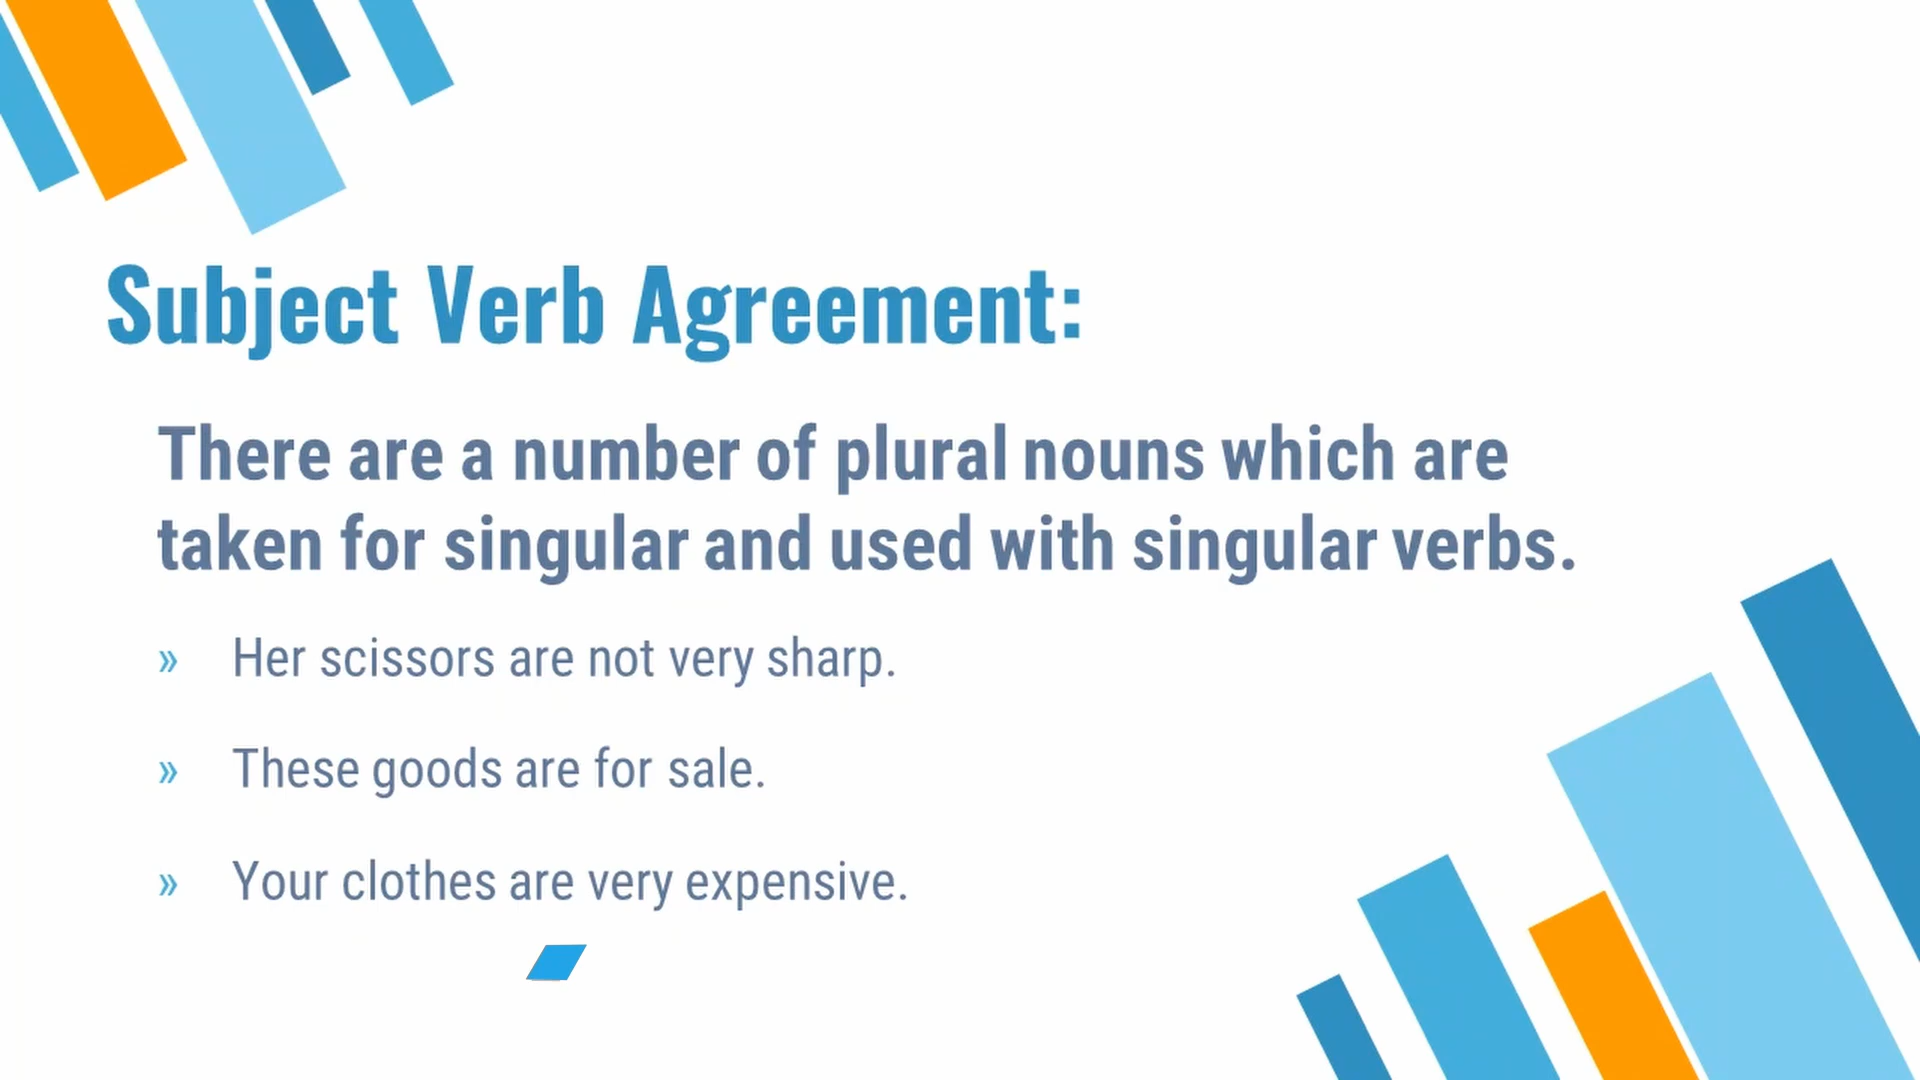 Subject Verb Agreement:
There are a number of plural nouns which are
taken for singular and used with singular verbs.
» Her scissors are not very sharp.
» These goods are for sale.
» Your clothes are very expensive.